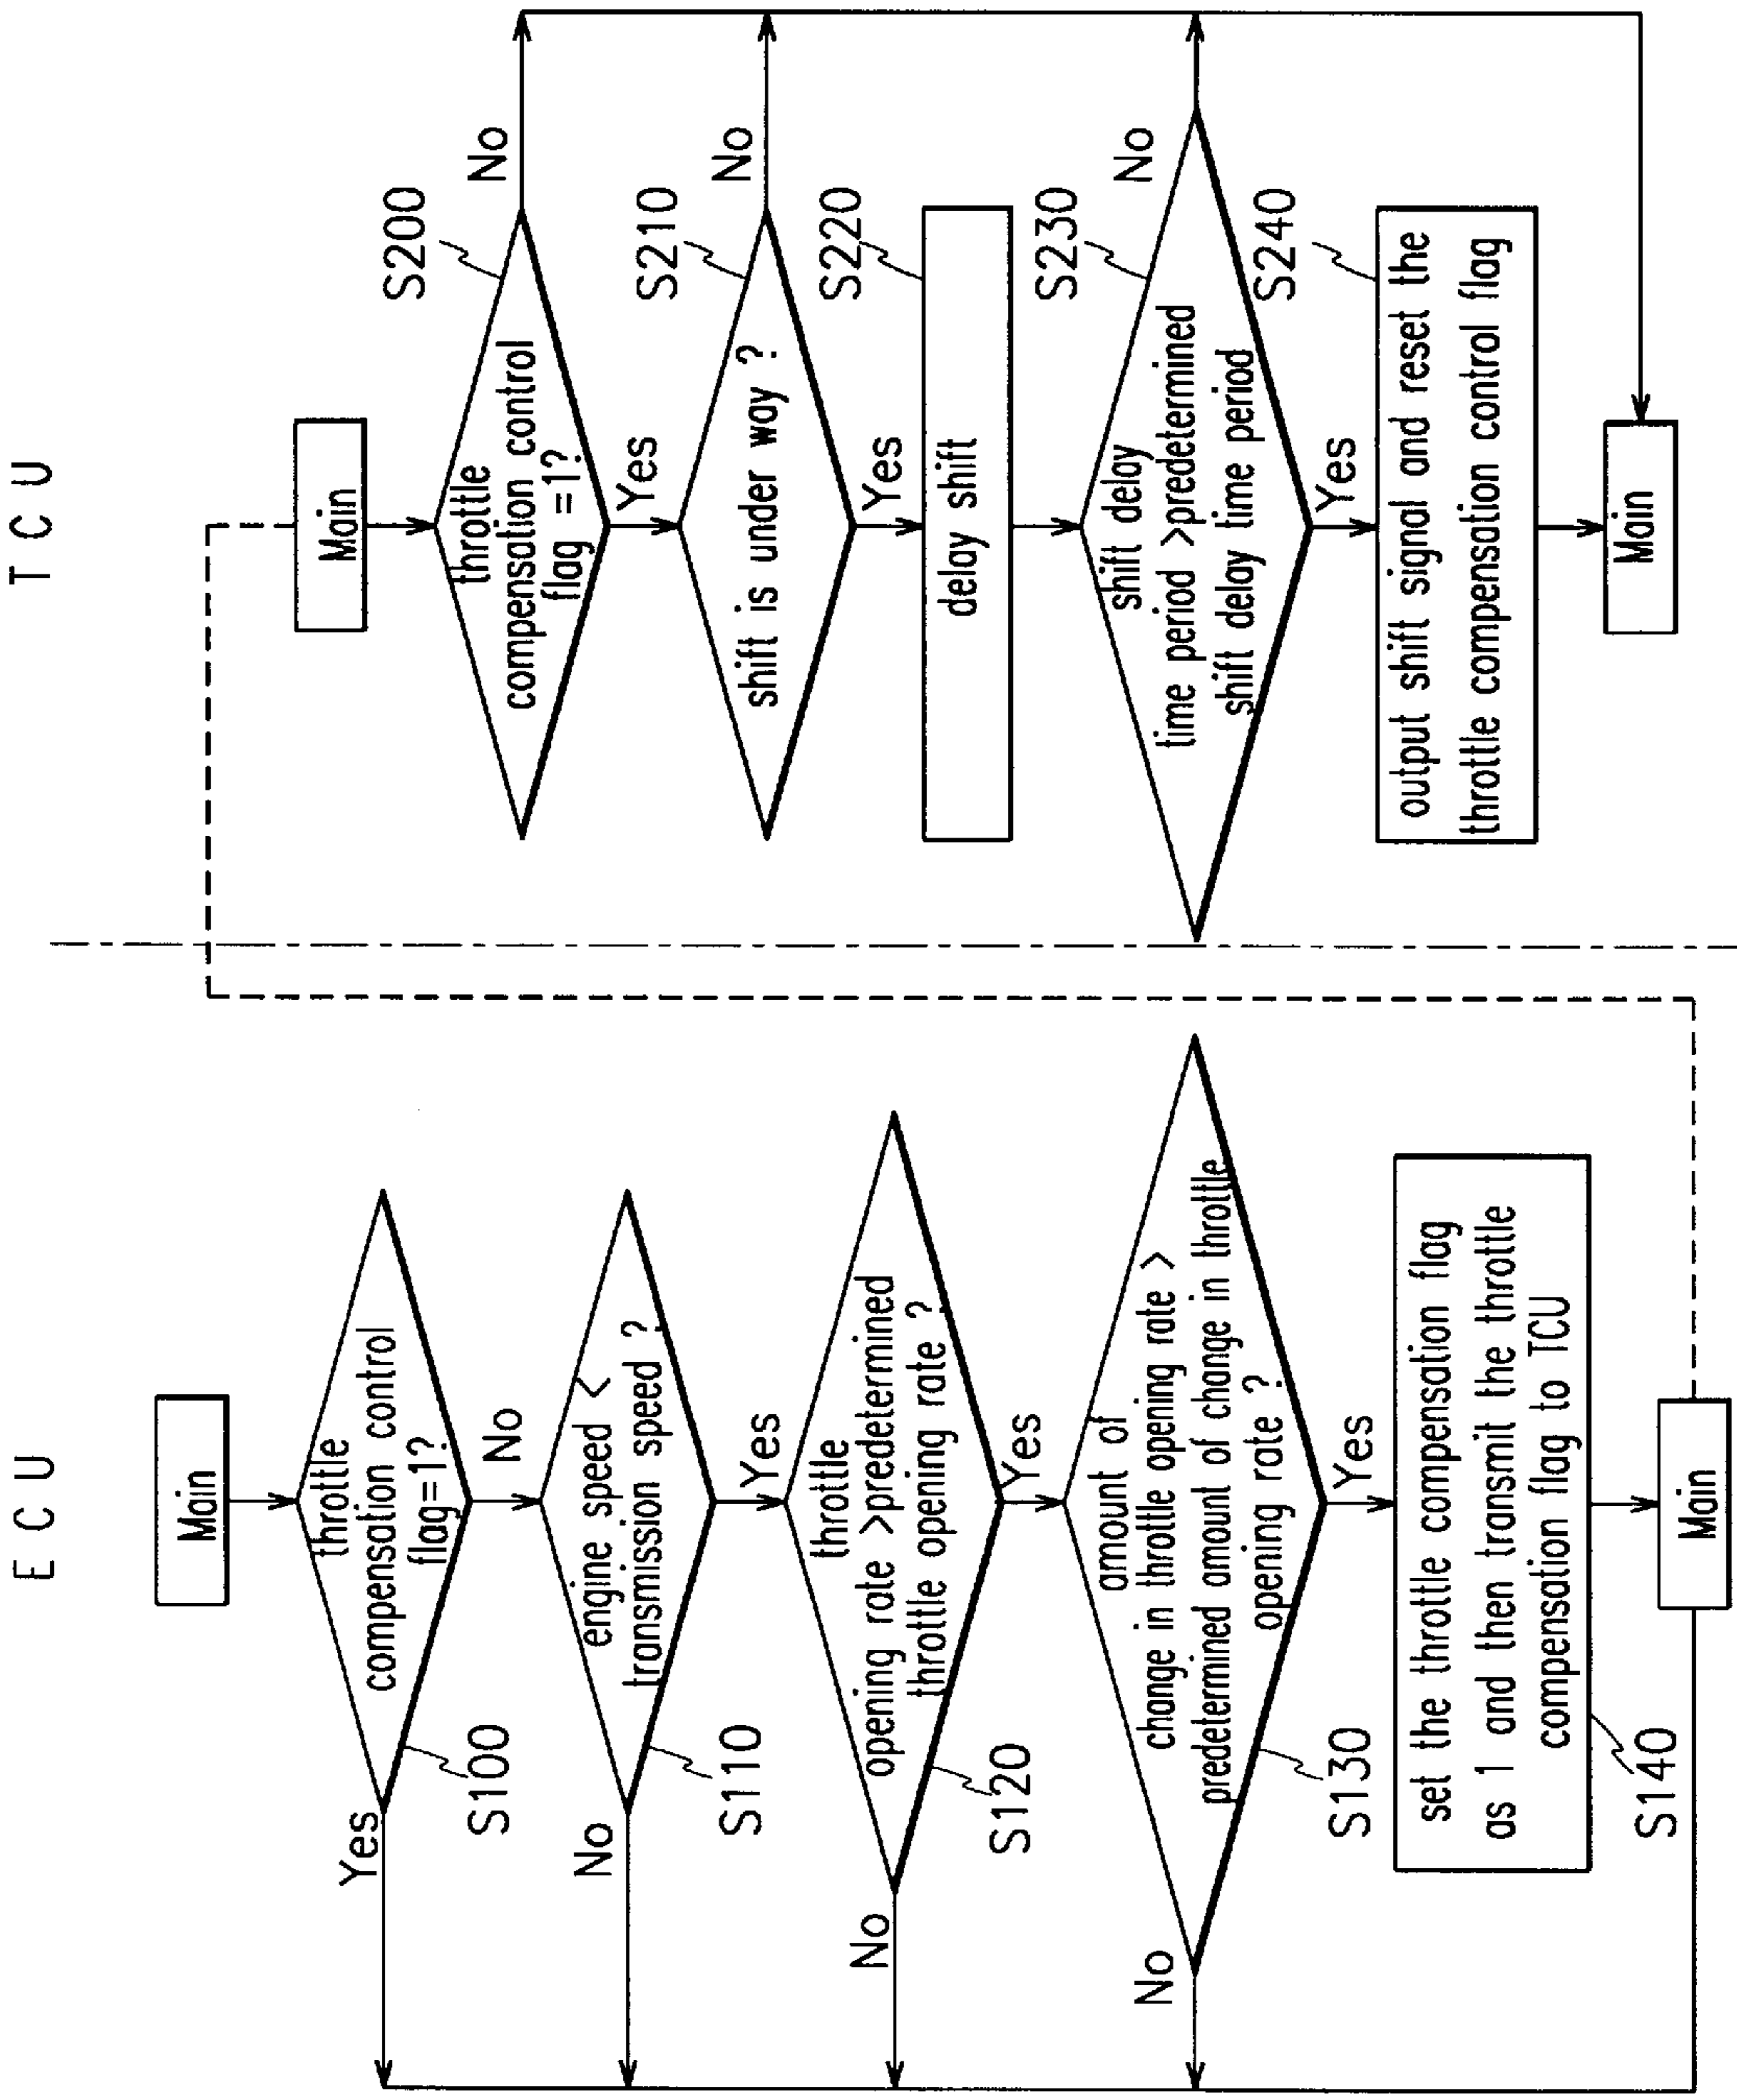 E C U
Main
throttle
compensation control
flag=1?
Yes
No
S100
engine speed <
transmission speed ?
No
Yes
S110
throttle
opening rate >predetermined
throttle opening rate ?
No
Yes
S120
amount of
change in throttle opening rate >
predetermined amount of change in throttle
opening rate ?
No
Yes
S130
set the throttle compensation flag
as 1 and then transmit the throttle
compensation flag to TCU
S140
Main
T C U
Main
throttle
compensation control
flag =1?
S200
No
Yes
shift is under way ?
S210
No
Yes
delay shift
S220
shift delay
time period >predetermined
shift delay time period
S230
No
Yes
output shift signal and reset the
throttle compensation control flag
S240
Main